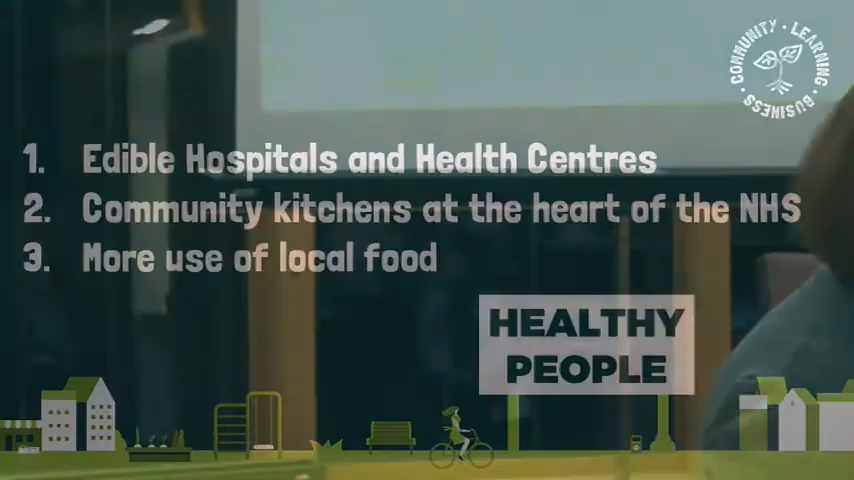 COMMUNITY · LEARNING · BUSINESS ·
1. Edible Hospitals and Health Centres
2. Community kitchens at the heart of the NHS
3. More use of local food
HEALTHY
PEOPLE